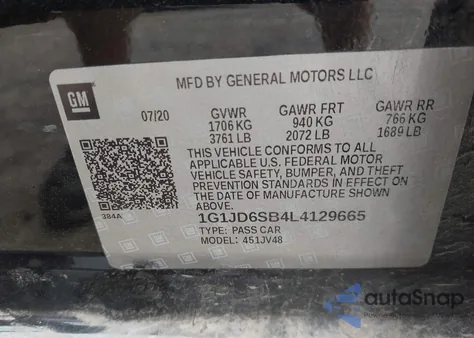 MFD BY GENERAL MOTORS LLC
GM
07/20 GVWR GAWR FRT GAWR RR
1706 KG 940 KG 766 KG
3761 LB 2072 LB 1689 LB
THIS VEHICLE CONFORMS TO ALL
APPLICABLE U.S. FEDERAL MOTOR
VEHICLE SAFETY, BUMPER, AND THEFT
PREVENTION STANDARDS IN EFFECT ON
THE DATE OF MANUFACTURE SHOWN
ABOVE.
384A
1G1JD6SB4L4129665
TYPE: PASS CAR
MODEL: 451JV48
autoSnap